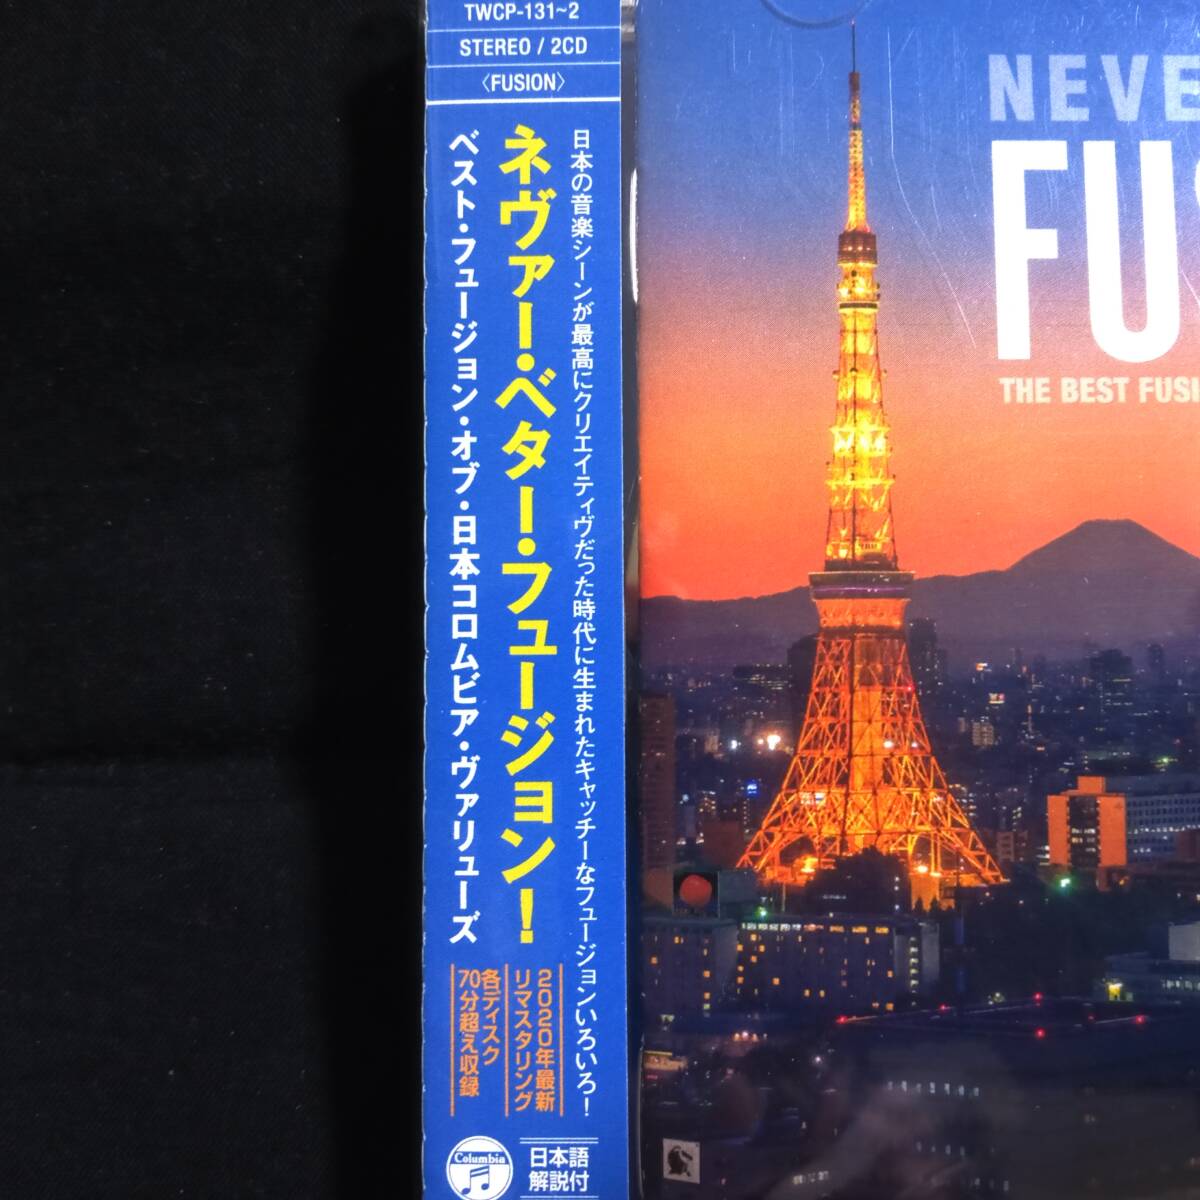 TWCP-131~2
STEREO / 2CD
〈FUSION〉
日本の音楽シーンが最高にクリエイティヴだった時代に生まれたキャッチーなフュージョンいろいろ！
ネヴァー・ベター・フュージョン！
ベスト・フュージョン・オブ・日本コロムビア・ヴァリューズ
2020年最新
リマスタリング
各ディスク
70分超え収録
Columbia
日本語
解説付
NEVE
FUS
THE BEST FUSI